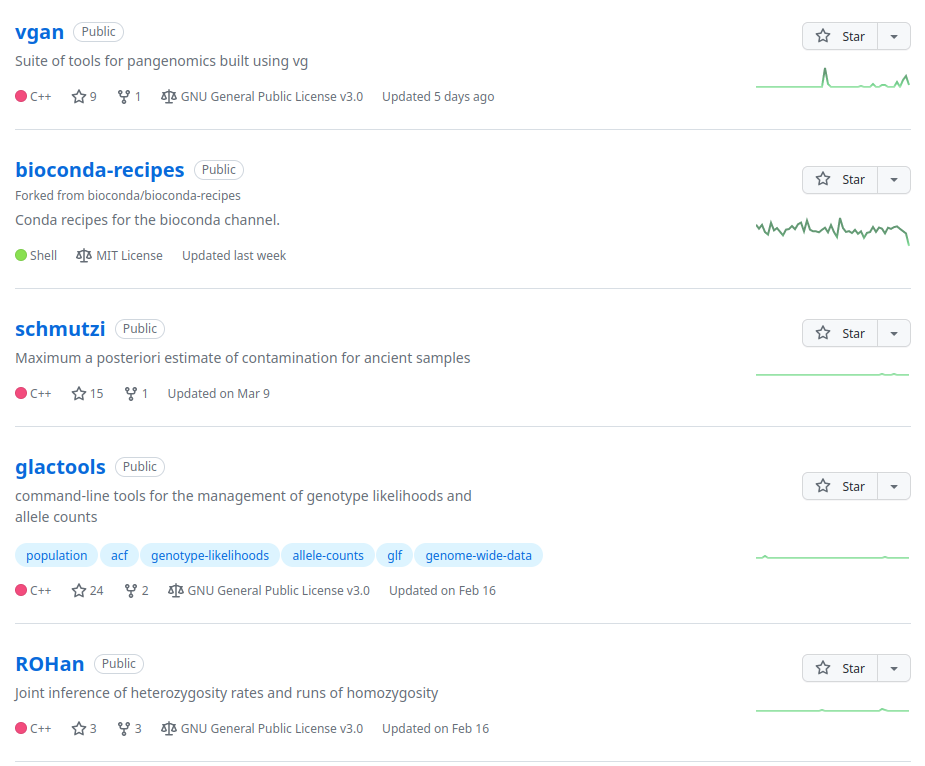 vgan Public Star
Suite of tools for pangenomics built using vg
C++ 9 1 GNU General Public License v3.0 Updated 5 days ago
bioconda-recipes Public Star
Forked from bioconda/bioconda-recipes
Conda recipes for the bioconda channel.
Shell MIT License Updated last week
schmutzi Public Star
Maximum a posteriori estimate of contamination for ancient samples
C++ 15 1 Updated on Mar 9
glactools Public Star
command-line tools for the management of genotype likelihoods and
allele counts
population acf genotype-likelihoods allele-counts glf genome-wide-data
C++ 24 2 GNU General Public License v3.0 Updated on Feb 16
ROHan Public Star
Joint inference of heterozygosity rates and runs of homozygosity
C++ 3 3 GNU General Public License v3.0 Updated on Feb 16